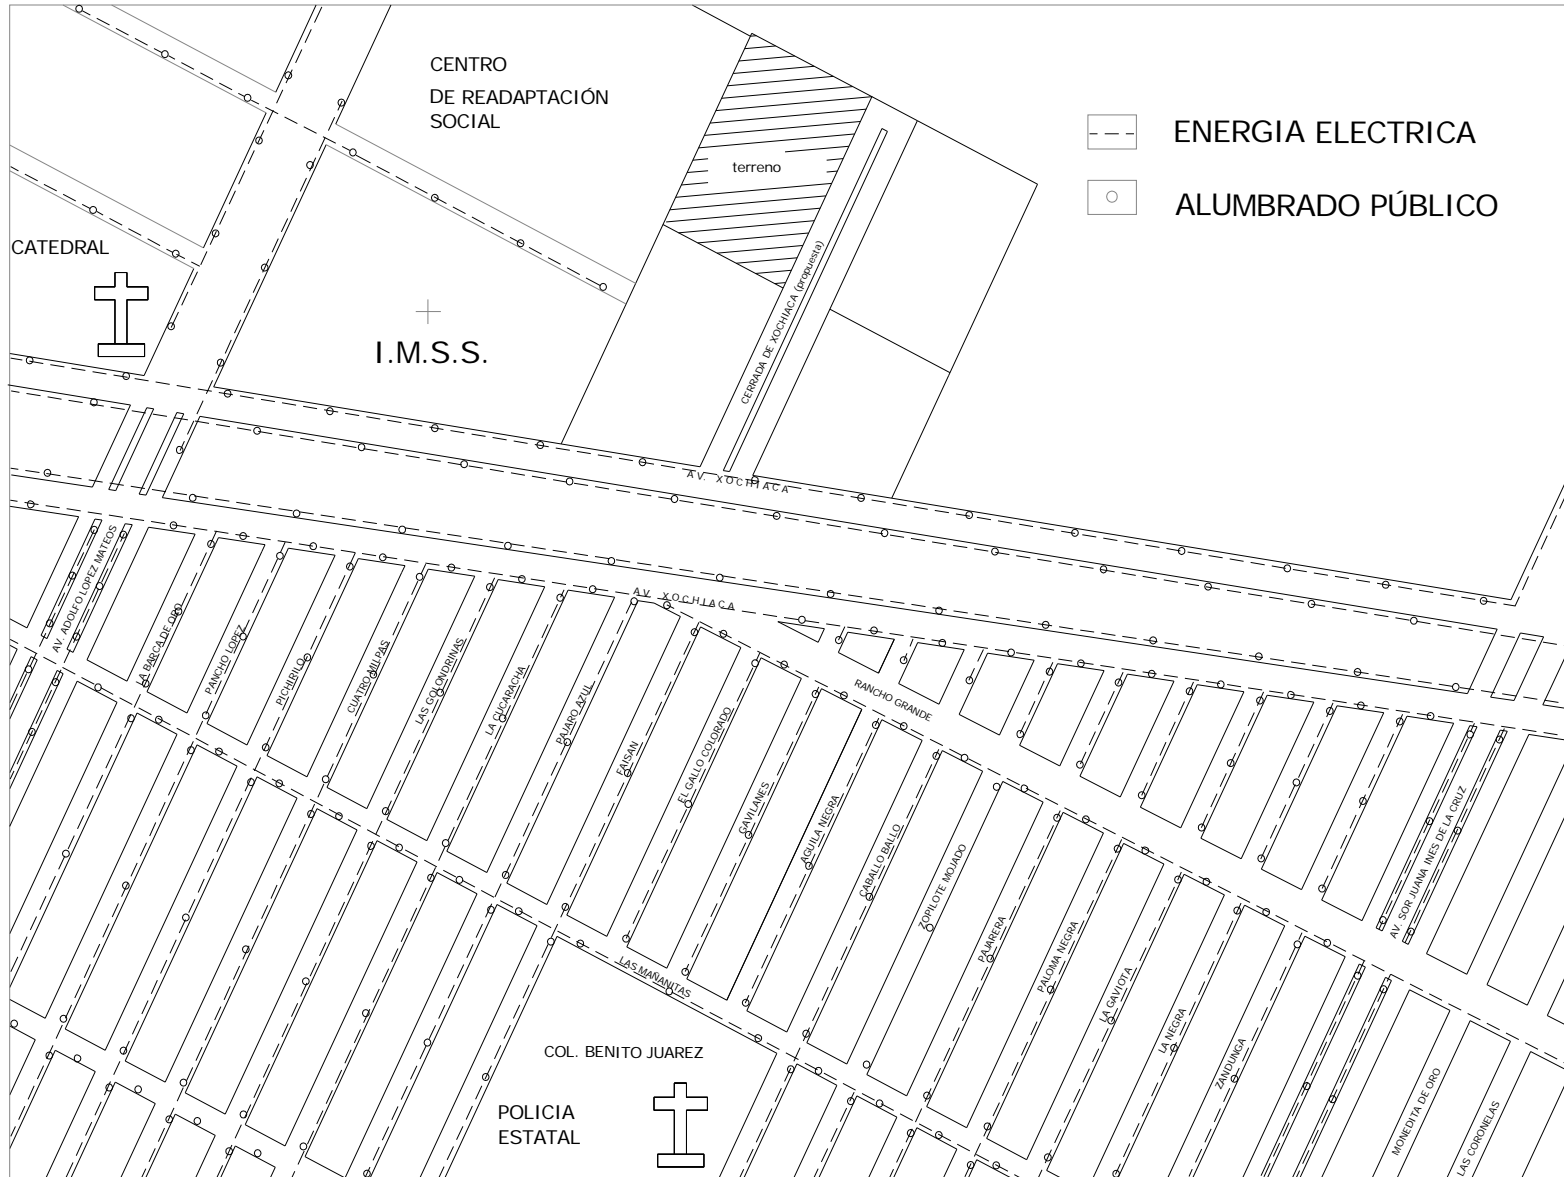 CENTRO
DE READAPTACIÓN
SOCIAL
terreno
ENERGIA ELECTRICA
ALUMBRADO PÚBLICO
CATEDRAL
I.M.S.S.
CERRADA DE XOCHIACA (propuesta)
AV. XOCHIACA
AV. ADOLFO LOPEZ MATEOS
AV. XOCHIACA
LA BARCA DE ORO
PANCHO LOPEZ
PICHIBILO
CUATRO MILPAS
LAS GOLONDRINAS
LA CUCARACHA
PAJARO AZUL
FAISAN
EL GALLO COLORADO
GAVILANES
AGUILA NEGRA
CABALLO BALLO
ZOPILOTE MOJADO
PAJARERA
PALOMA NEGRA
LA GAVIOTA
LA NEGRA
ZANDUNGA
RANCHO GRANDE
AV. SOR JUANA INES DE LA CRUZ
LAS MAÑANITAS
COL. BENITO JUAREZ
POLICIA
ESTATAL
MONEDITA DE ORO
LAS CORONELAS